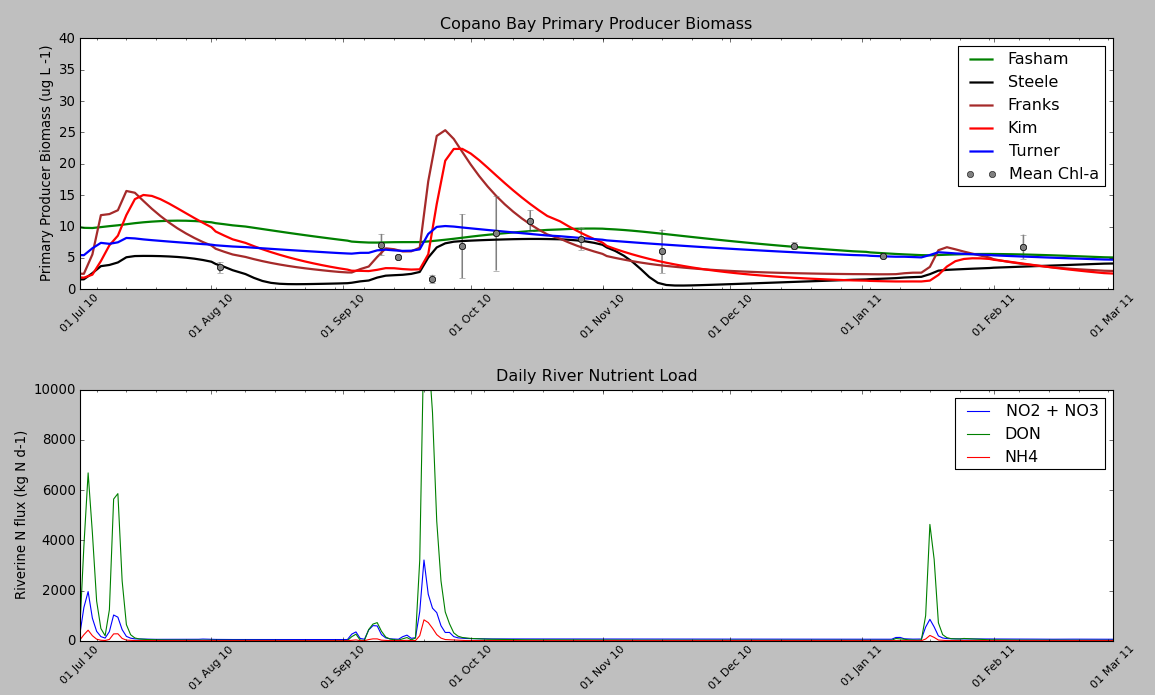 Copano Bay Primary Producer Biomass
Primary Producer Biomass (ug L -1)
40
35
30
25
20
15
10
5
0
Fasham
Steele
Franks
Kim
Turner
Mean Chl-a
01 Jul 10
01 Aug 10
01 Sep 10
01 Oct 10
01 Nov 10
01 Dec 10
01 Jan 11
01 Feb 11
01 Mar 11
Daily River Nutrient Load
Riverine N flux (kg N d-1)
10000
8000
6000
4000
2000
0
NO2 + NO3
DON
NH4
01 Jul 10
01 Aug 10
01 Sep 10
01 Oct 10
01 Nov 10
01 Dec 10
01 Jan 11
01 Feb 11
01 Mar 11